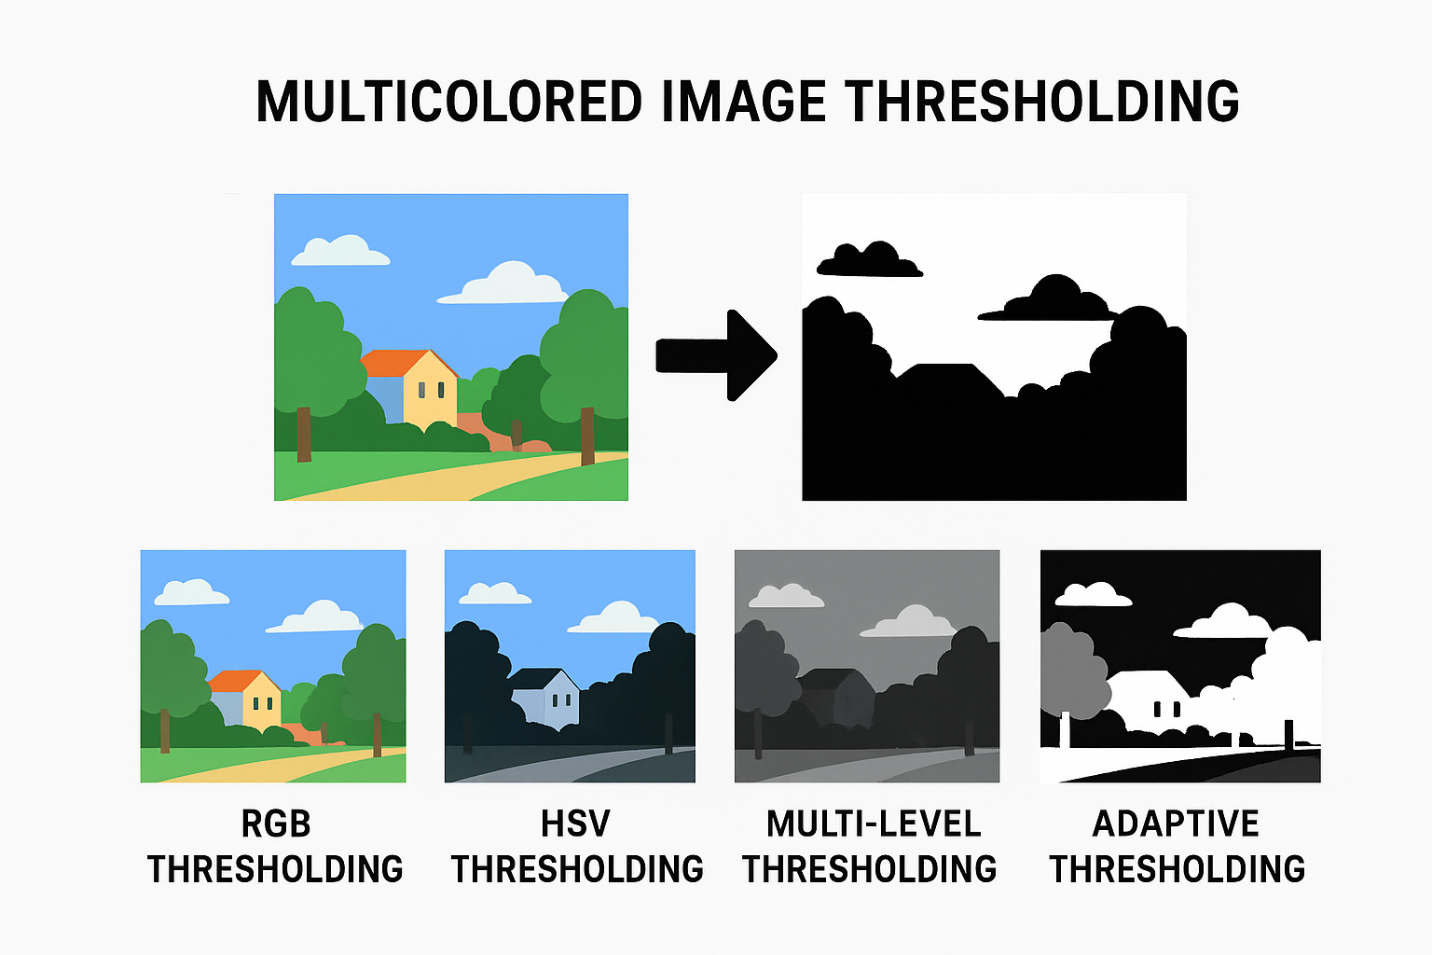 MULTICOLORED IMAGE THRESHOLDING
RGB
THRESHOLDING
HSV
THRESHOLDING
MULTI-LEVEL
THRESHOLDING
ADAPTIVE
THRESHOLDING